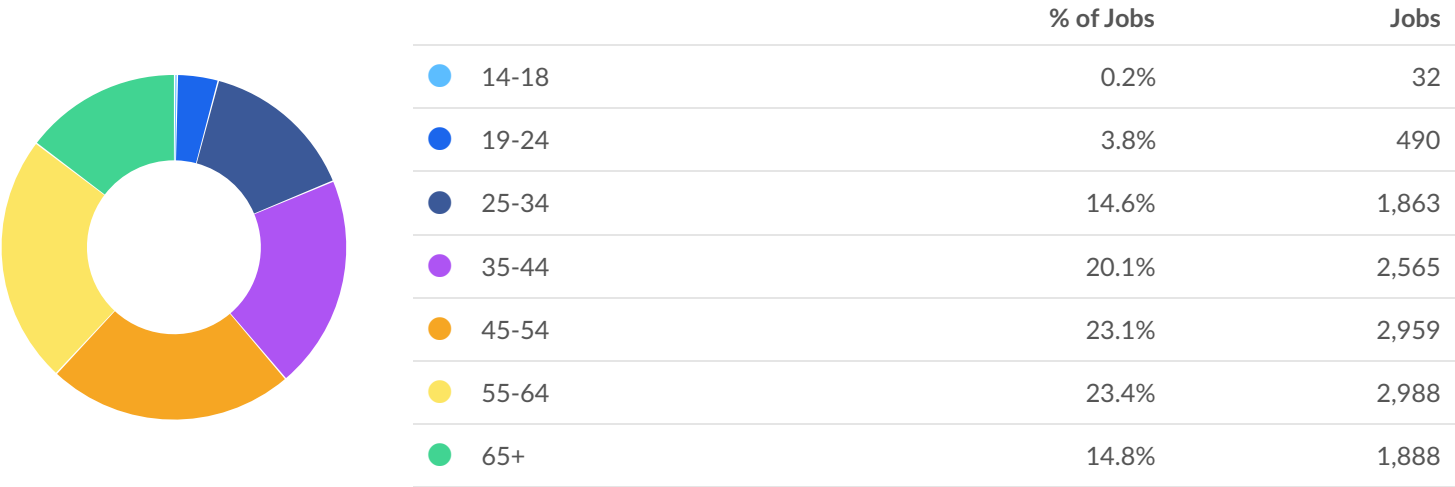 % of Jobs Jobs
14-18 0.2% 32
19-24 3.8% 490
25-34 14.6% 1,863
35-44 20.1% 2,565
45-54 23.1% 2,959
55-64 23.4% 2,988
65+ 14.8% 1,888